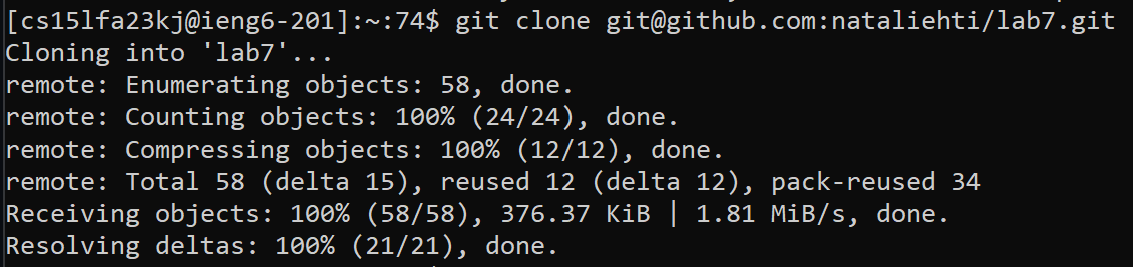 [cs15lfa23kj@ieng6-201]:~:74$ git clone git@github.com:nataliehti/lab7.git
Cloning into 'lab7'...
remote: Enumerating objects: 58, done.
remote: Counting objects: 100% (24/24), done.
remote: Compressing objects: 100% (12/12), done.
remote: Total 58 (delta 15), reused 12 (delta 12), pack-reused 34
Receiving objects: 100% (58/58), 376.37 KiB | 1.81 MiB/s, done.
Resolving deltas: 100% (21/21), done.